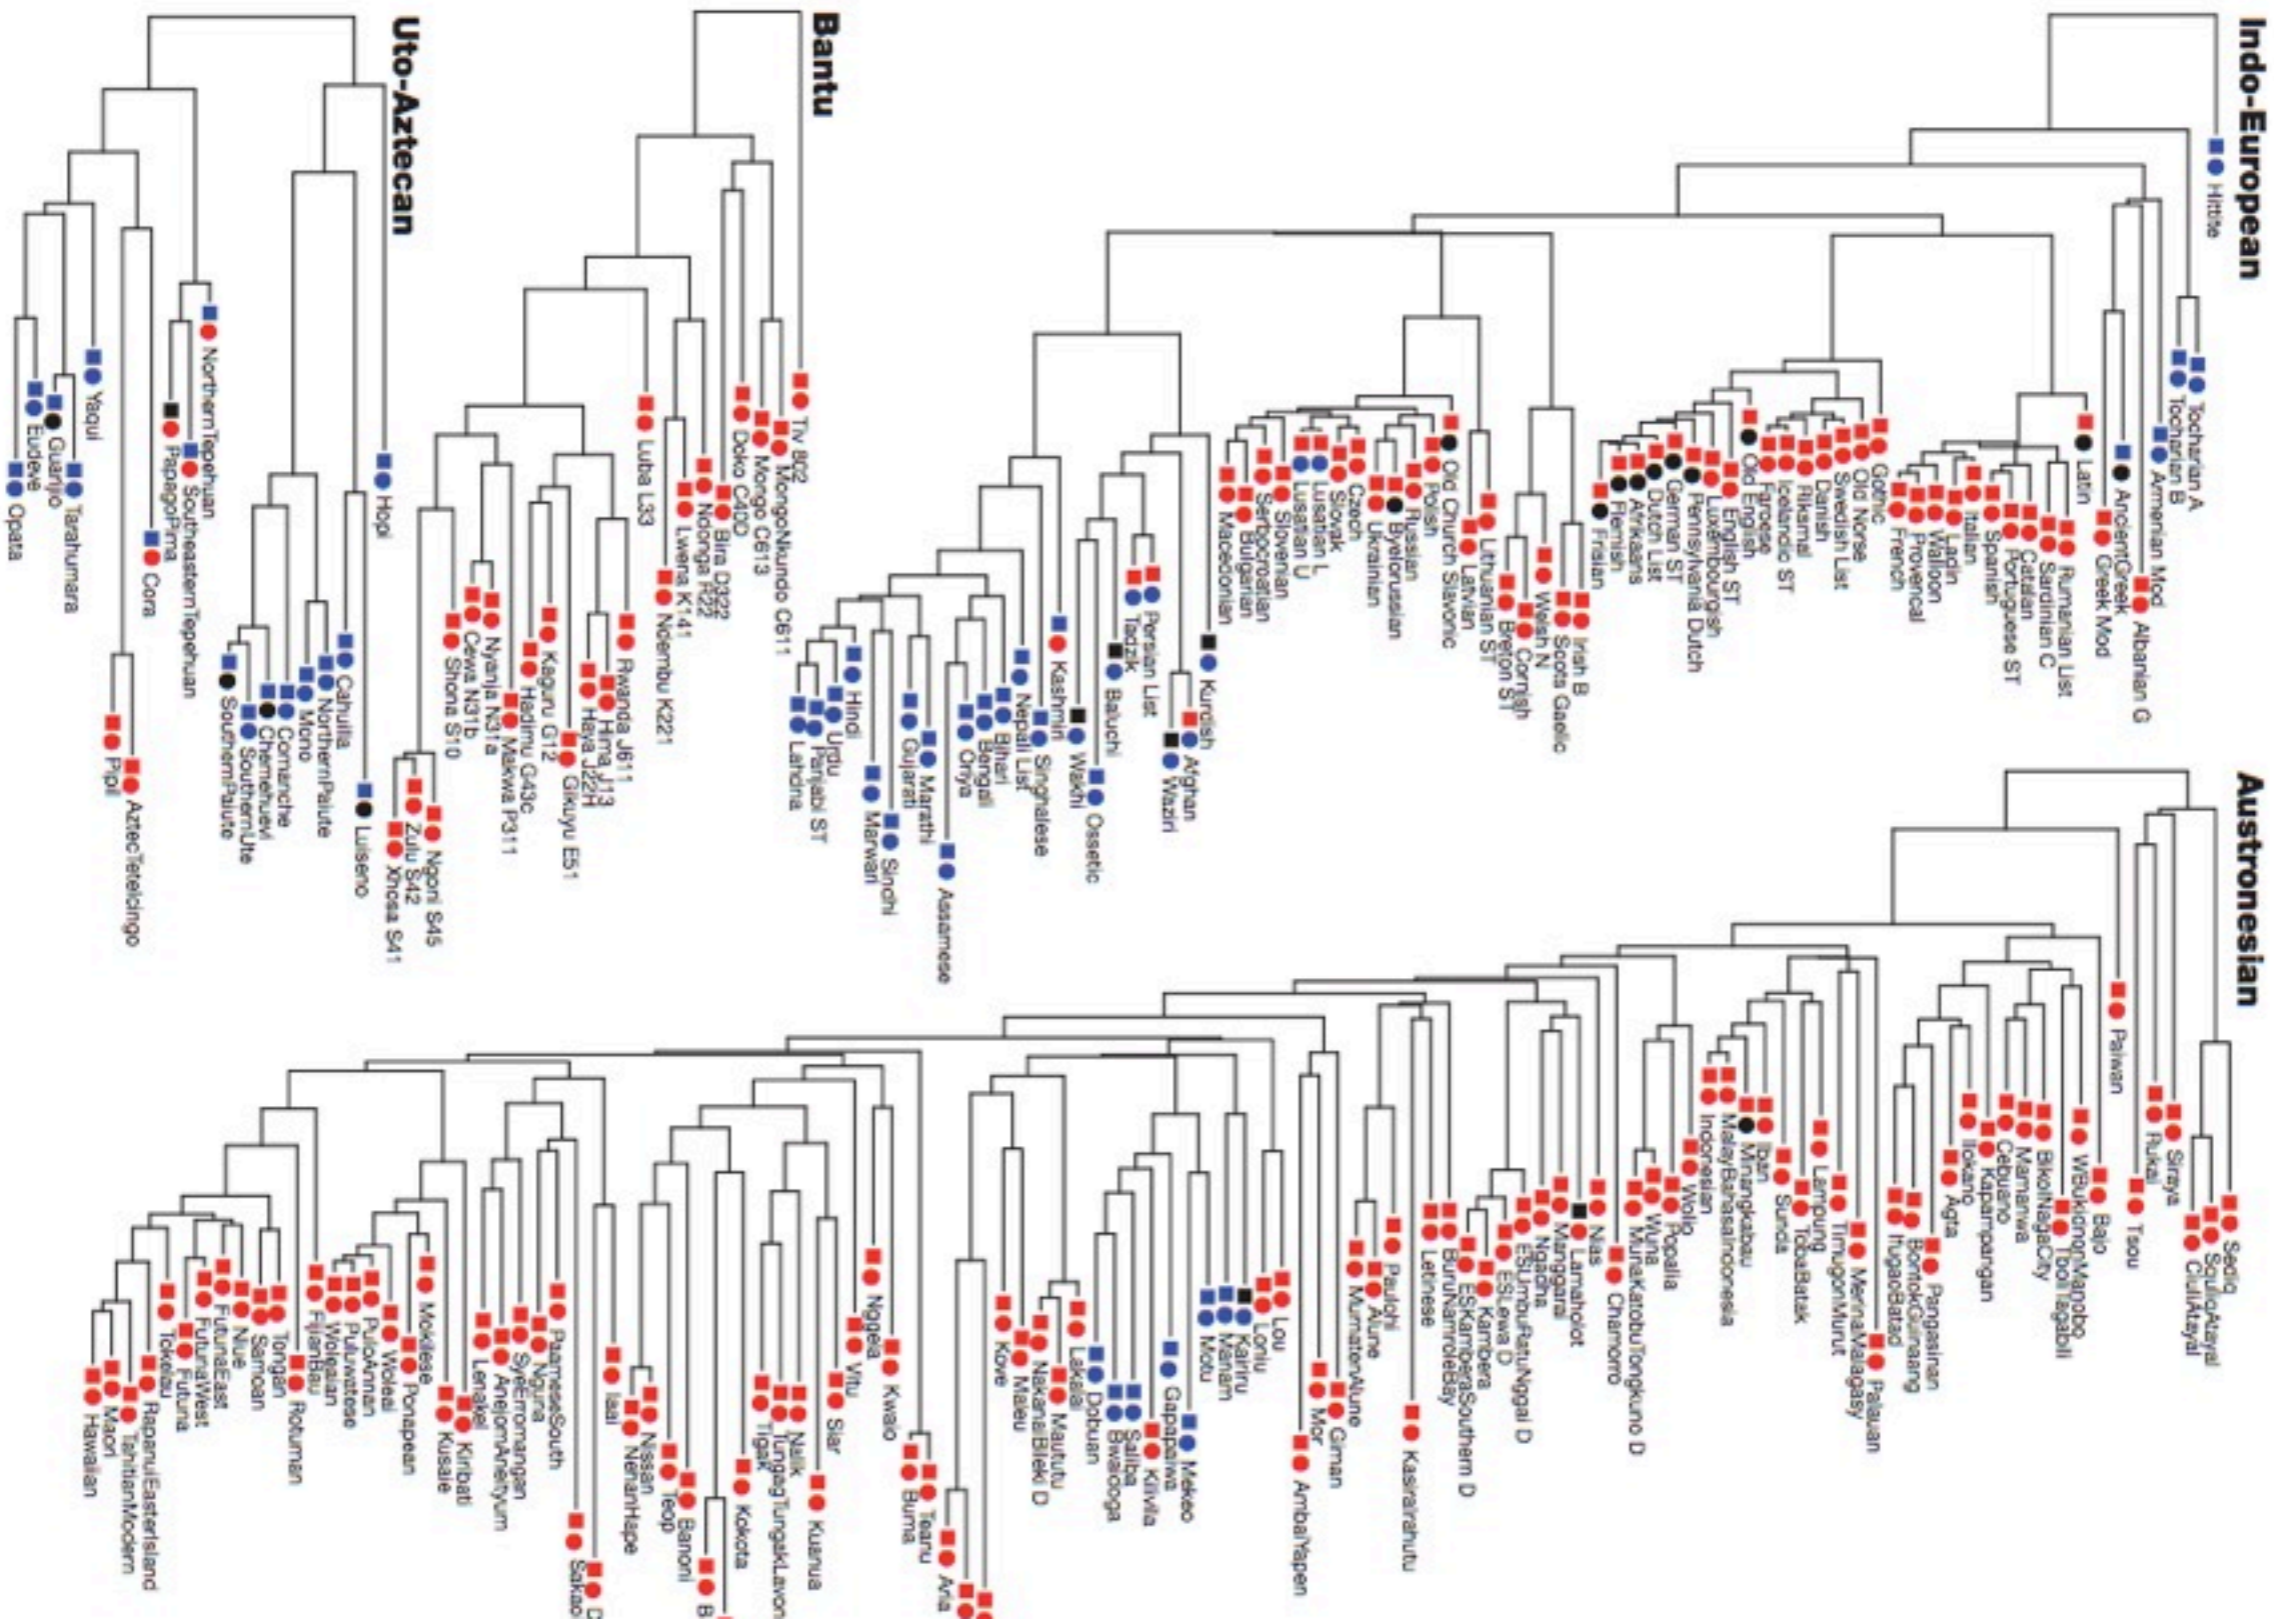 Indo-European
Hittite
Tocharian A
Tocharian B
Armenian Mod
Albanian G
AncientGreek
Greek Mod
Latin
Rumanian List
Sardinian C
Catalan
Portuguese ST
Spanish
Italian
Ladin
Walloon
Provencal
French
Gothic
Old Norse
Swedish List
Danish
Riksmal
Icelandic ST
Faroese
Old English
English ST
Luxembourgish
Pennsylvania Dutch
German ST
Dutch List
Afrikaans
Flemish
Frisian
Irish B
Scots Gaelic
Welsh N
Cornish
Breton ST
Lithuanian ST
Latvian
Old Church Slavonic
Polish
Russian
Byelorussian
Ukrainian
Czech
Slovak
Lusatian L
Lusatian U
Slovenian
Serbocroatian
Bulgarian
Macedonian
Kurdish
Afghan
Waziri
Persian List
Tadzik
Baluchi
Ossetic
Wakhi
Kashmiri
Singhalese
Nepali List
Bihari
Bengali
Oriya
Assamese
Marathi
Gujarati
Sindhi
Marwari
Hindi
Urdu
Panjabi ST
Lahnda
Bantu
Tiv 802
MongoNkundo C611
Mongo C613
Doko C40D
Bira D322
Ndonga R22
Lwena K141
Ndembu K221
Luba L33
Rwanda J611
Hima J13
Haya J22H
Gikuyu E51
Kaguru G12
Hadimu G43c
Makwa P311
Nyanja N31a
Cewa N31b
Shona S10
Ngoni S45
Zulu S42
Xhosa S41
Uto-Aztecan
Hopi
Luiseno
Cahuilla
NorthernPaiute
Mono
Comanche
Chemehuevi
SouthernUte
SouthernPaiute
NorthernTepehuan
SoutheasternTepehuan
PapagoPima
Cora
AztecTetelcingo
Pipil
Yaqui
Tarahumara
Guarijio
Eudeve
Opata
Austronesian
Sediq
SquliqAtayal
CiuliAtayal
Siraya
Rukai
Tsou
Paiwan
Bajo
WBukidnonManobo
TboliTagabili
BikolNagaCity
Mamanwa
Cebuano
Kapampangan
Ilokano
Agta
Pangasinan
BontokGuinaang
IfugaoBatad
Palauan
MerinaMalagasy
TimugonMurut
Lampung
TobaBatak
Sunda
Iban
Minangkabau
MalayBahasaIndonesia
Indonesian
Wolio
Popalia
Wuna
MunaKatobuTongkuno D
Chamorro
Nias
Lamaholot
Manggarai
Ngadha
ESUmbuRatuNggai D
ESLewa D
Kambera
ESKamberaSouthern D
BuruNamroleBay
Letinese
Kasirairahutu
Paulohi
Alune
MurnatenAlune
Giman
Mor
AmbaiYapen
Lou
Loniu
Kairiru
Manam
Motu
Mekeo
Gapapaiwa
Kilivila
Saliba
Bwaidoga
Dobuan
Lakalai
Maututu
NakanaiBileki D
Maleu
Kove
Aria
Teanu
Buma
Kwaio
Nggela
Vitu
Siar
Kuanua
Nalik
TungagTungakLavon
Tigak
Kokota
B
Banoni
Teop
Nissan
NehanHape
Iaai
D
Sakao
PaameseSouth
Nguna
SyeErromangan
AnejomAneityum
Lenakel
Kiribati
Kusaie
Mokilese
Ponapean
Woleai
PuloAnnan
Puluwatese
Woleaian
FijianBau
Rotuman
Tongan
Samoan
Niue
FutunaEast
FutunaWest
Futuna
Tokelau
RapanuiEasterIsland
TahitianModern
Maori
Hawaiian